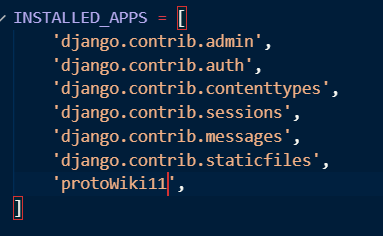 INSTALLED_APPS = [
    'django.contrib.admin',
    'django.contrib.auth',
    'django.contrib.contenttypes',
    'django.contrib.sessions',
    'django.contrib.messages',
    'django.contrib.staticfiles',
    'protoWiki11',
]